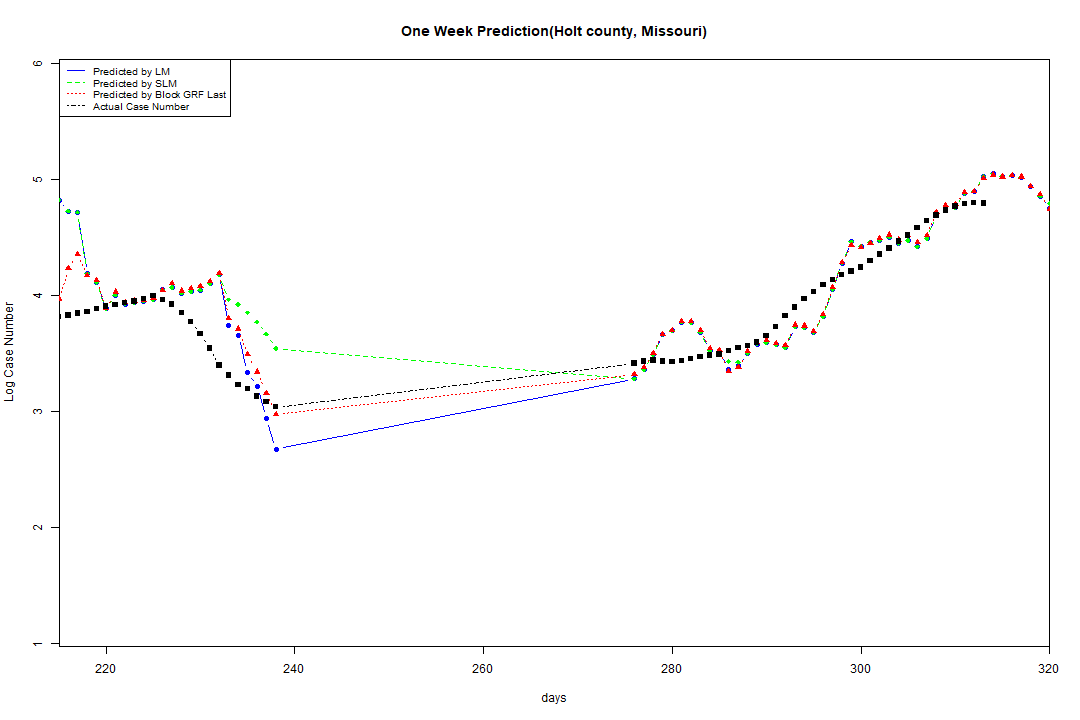 One Week Prediction(Holt county, Missouri)
Predicted by LM
Predicted by SLM
Predicted by Block GRF Last
Actual Case Number
Log Case Number
6
5
4
3
2
1
220
240
260
280
300
320
days